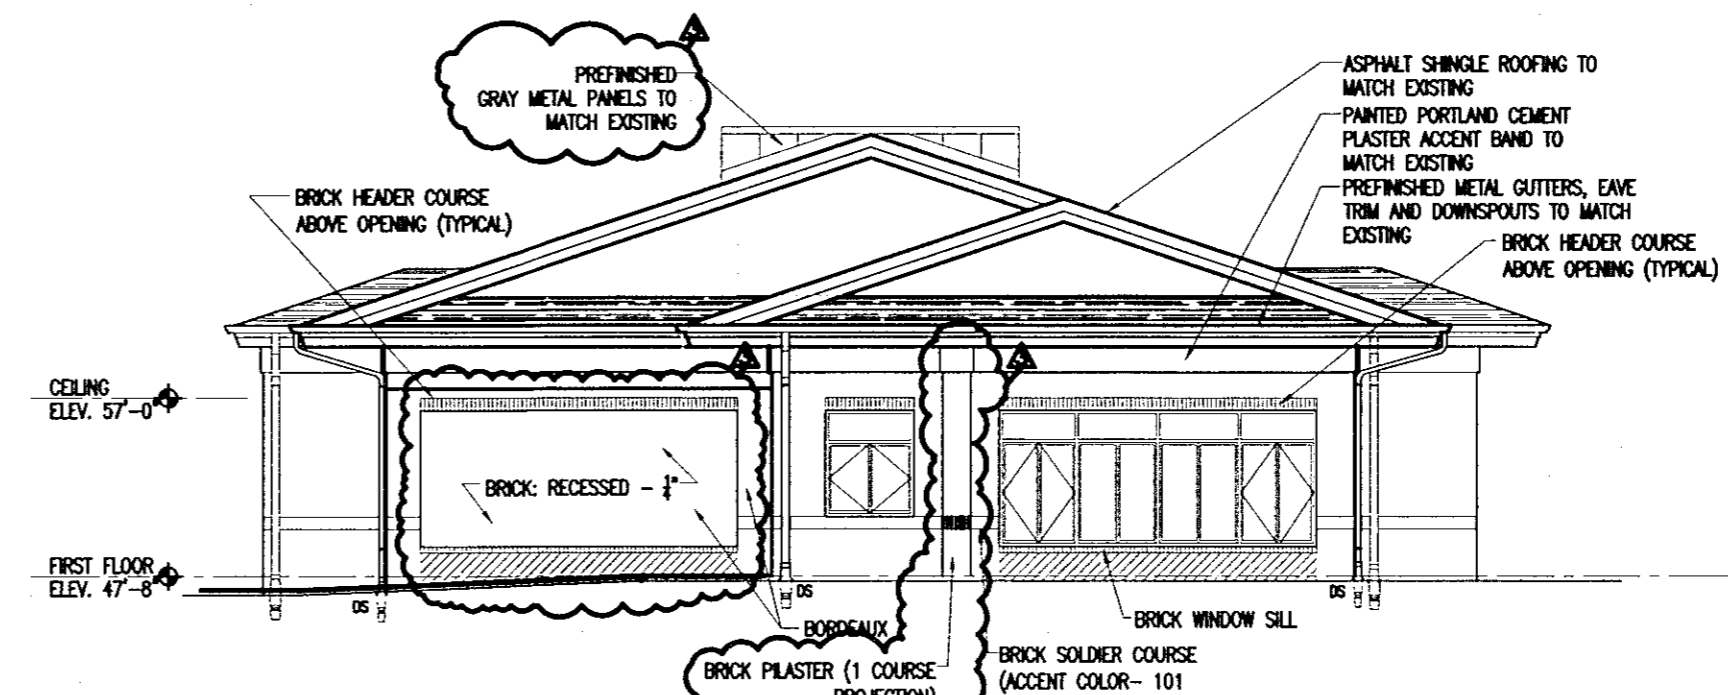 PREFINISHED
GRAY METAL PANELS TO
MATCH EXISTING
ASPHALT SHINGLE ROOFING TO
MATCH EXISTING
PAINTED PORTLAND CEMENT
PLASTER ACCENT BAND TO
MATCH EXISTING
PREFINISHED METAL GUTTERS, EAVE
TRIM AND DOWNSPOUTS TO MATCH
EXISTING
BRICK HEADER COURSE
ABOVE OPENING (TYPICAL)
BRICK HEADER COURSE
ABOVE OPENING (TYPICAL)
CEILING
ELEV. 57'-0"
BRICK: RECESSED -
FIRST FLOOR
ELEV. 47'-8"
DS
DS
DS
BORDEAUX
BRICK WINDOW SILL
BRICK PILASTER (1 COURSE
PROJECTION)
BRICK SOLDIER COURSE
(ACCENT COLOR- 101